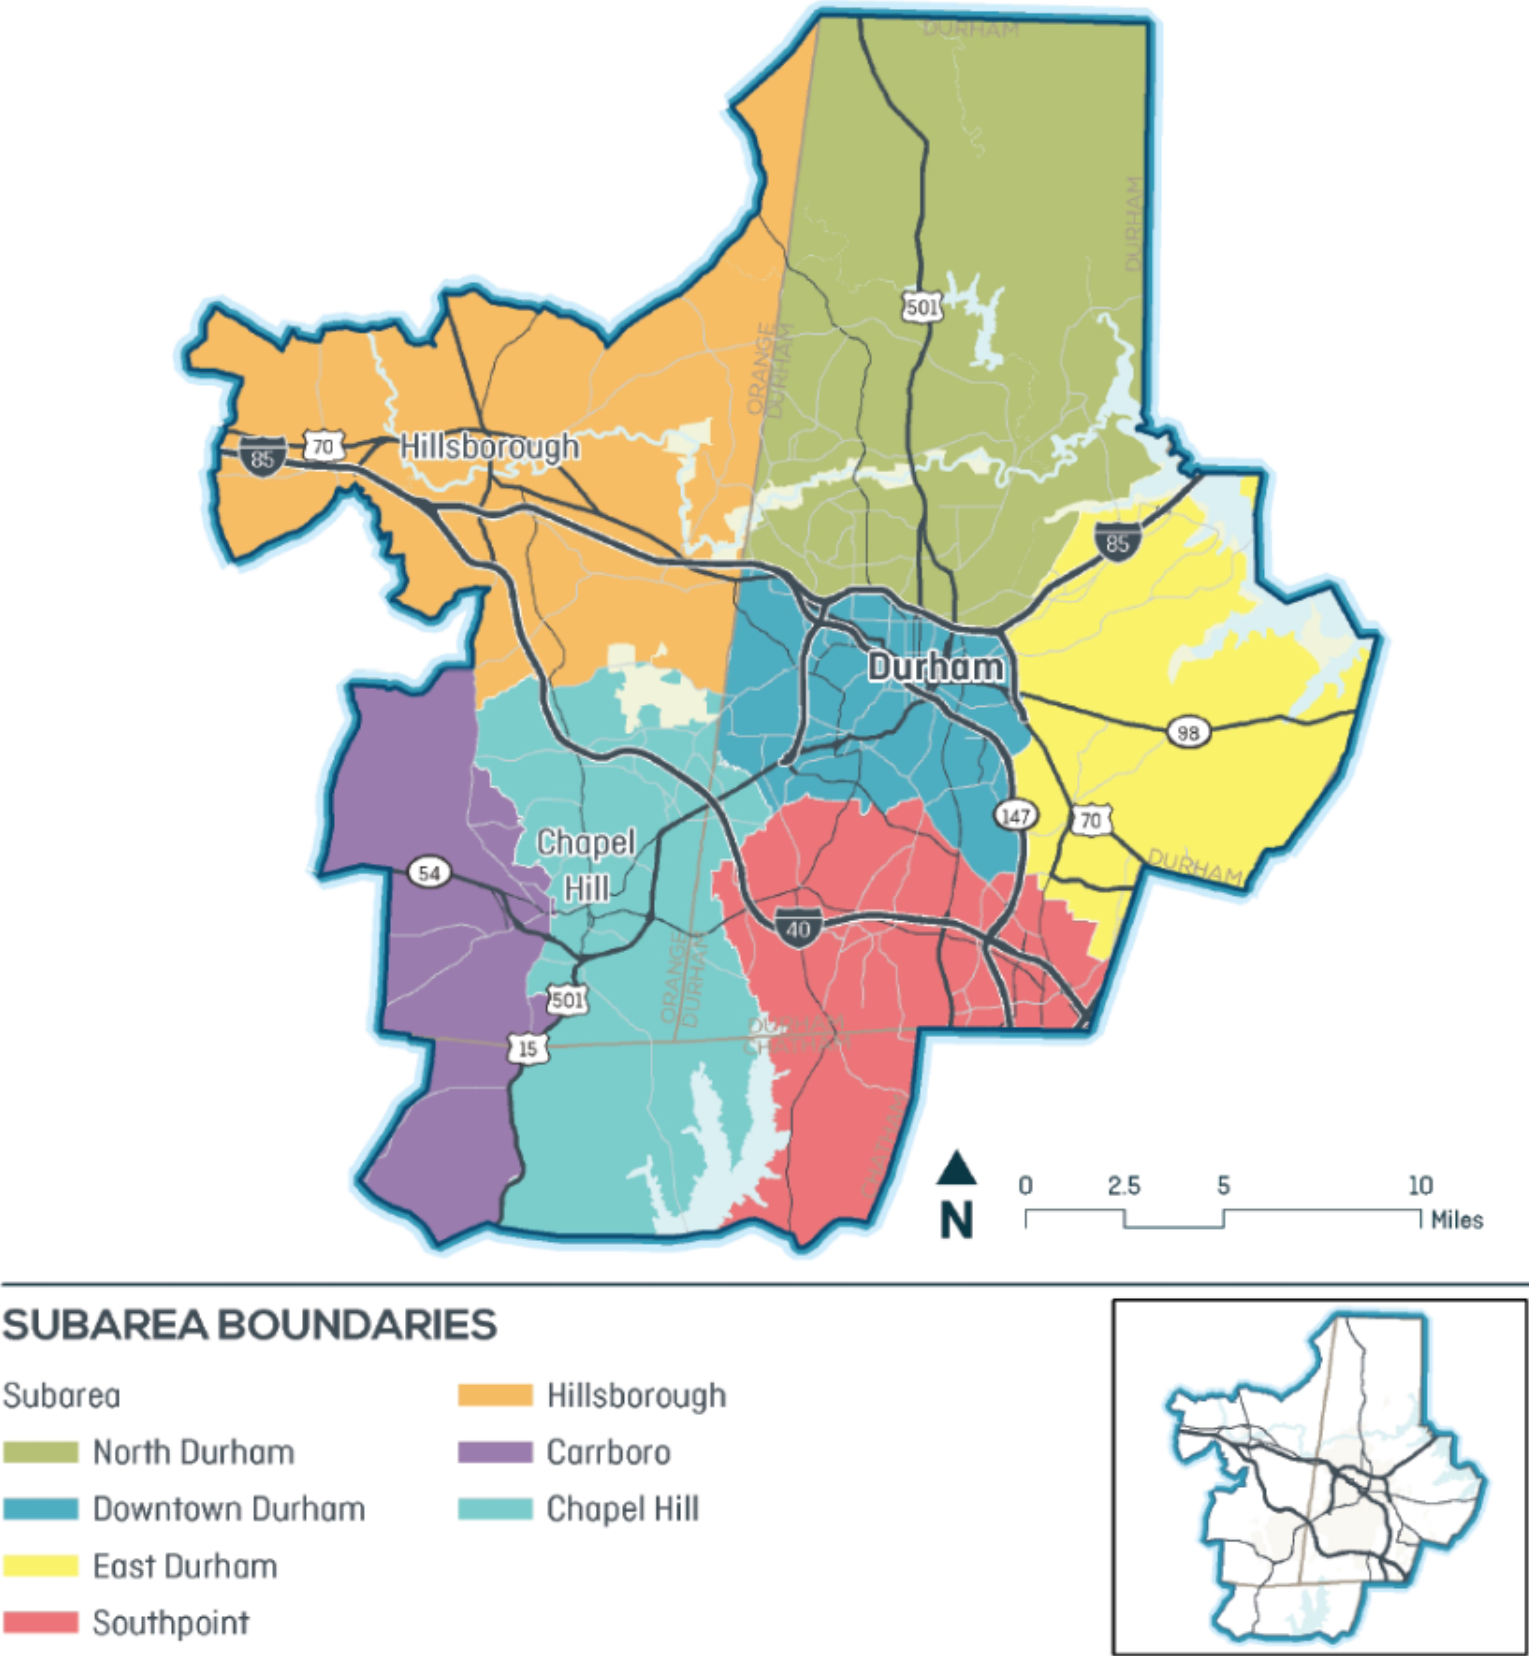 DURHAM
DURHAM
501
ORANGE
DURHAM
70
85
Hillsborough
85
Durham
98
147
70
Chapel
Hill
54
DURHAM
40
ORANGE
DURHAM
501
15
DURHAM
CHATHAM
CHATHAM
N
0 2.5 5 10
Miles
SUBAREA BOUNDARIES
Subarea
North Durham
Downtown Durham
East Durham
Southpoint
Hillsborough
Carrboro
Chapel Hill